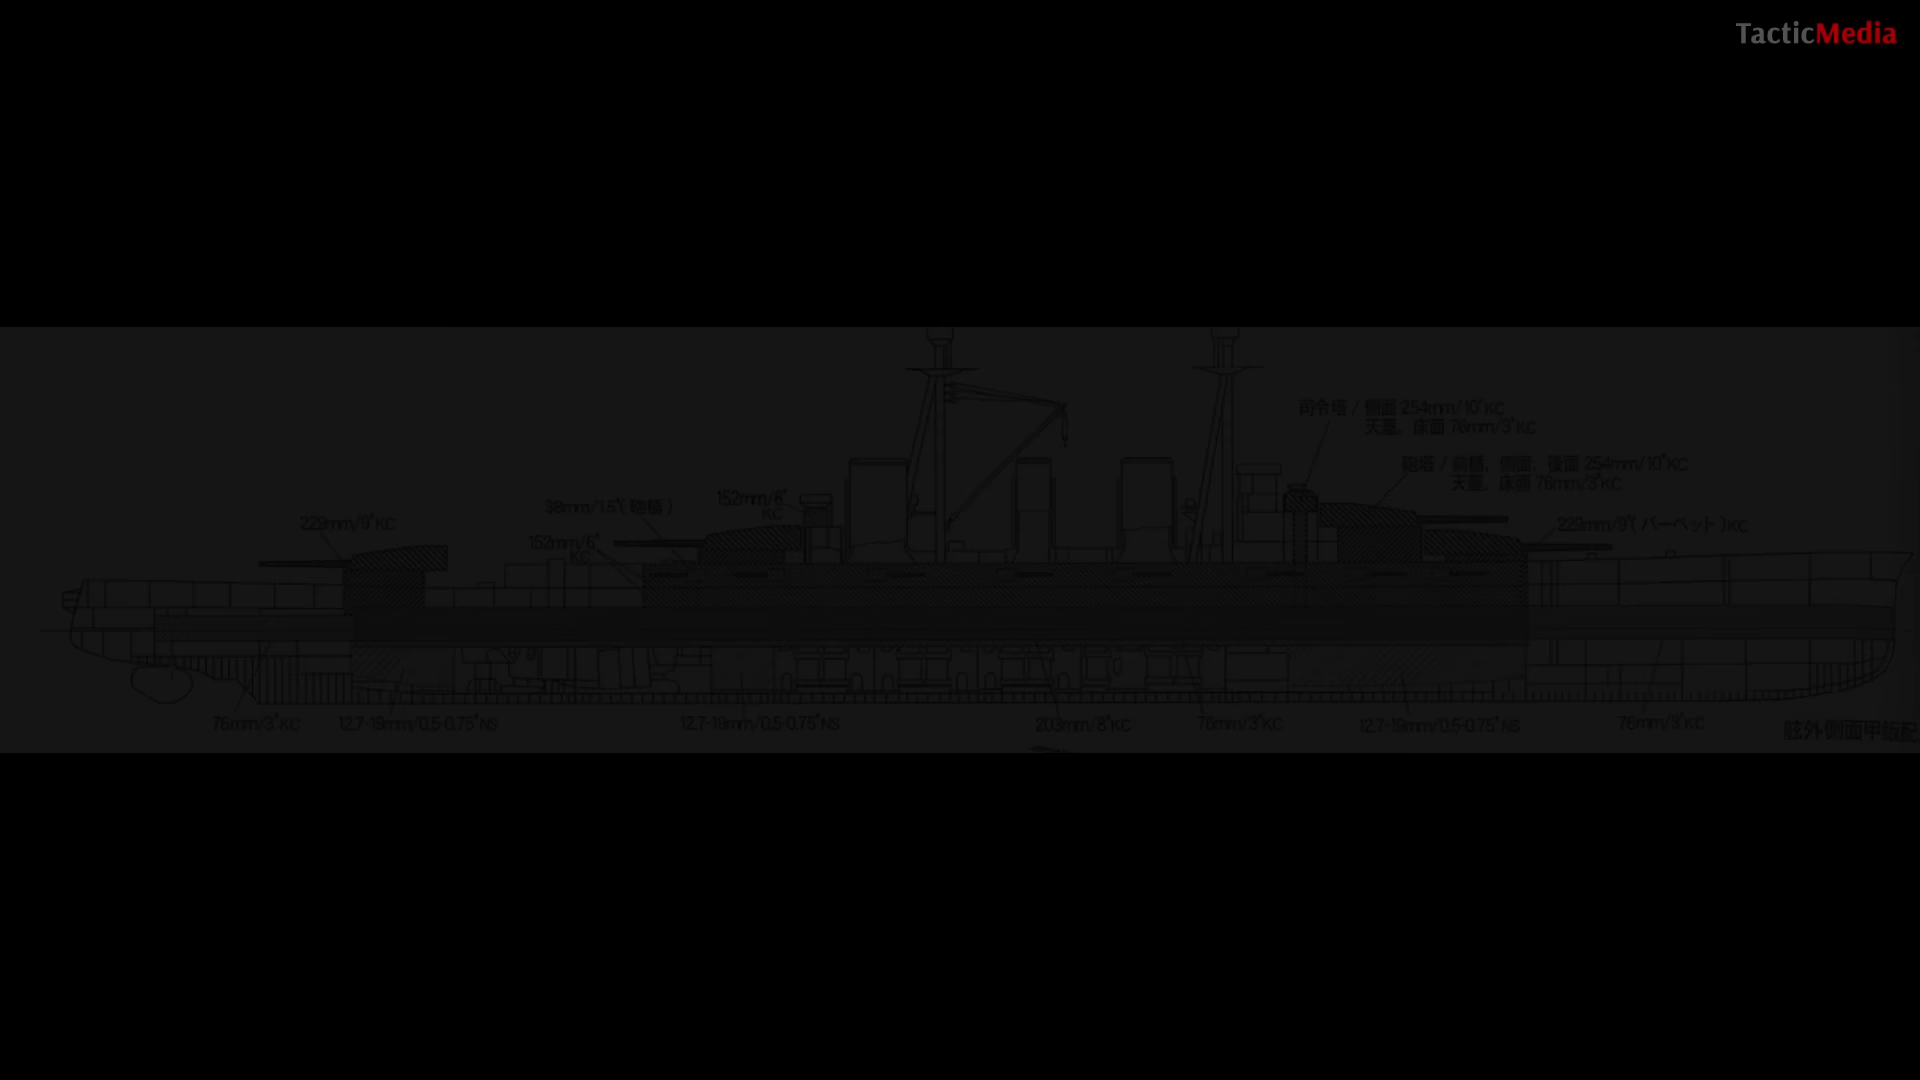 TacticMedia
司令塔 / 側面 254mm/10"KC
天蓋、床面 76mm/3"KC
砲塔 / 前楯、側面、後面 254mm/10"KC
天蓋、床面 76mm/3"KC
152mm/6"
KC
38mm/1.5"(砲楯)
229mm/9"KC
229mm/9"(バーベット)KC
152mm/6"
KC
76mm/3"KC
12.7-19mm/0.5-0.75"NS
12.7-19mm/0.5-0.75"NS
203mm/8"KC
76mm/3"KC
12.7-19mm/0.5-0.75"NS
76mm/3"KC
舷外側面甲鈑配